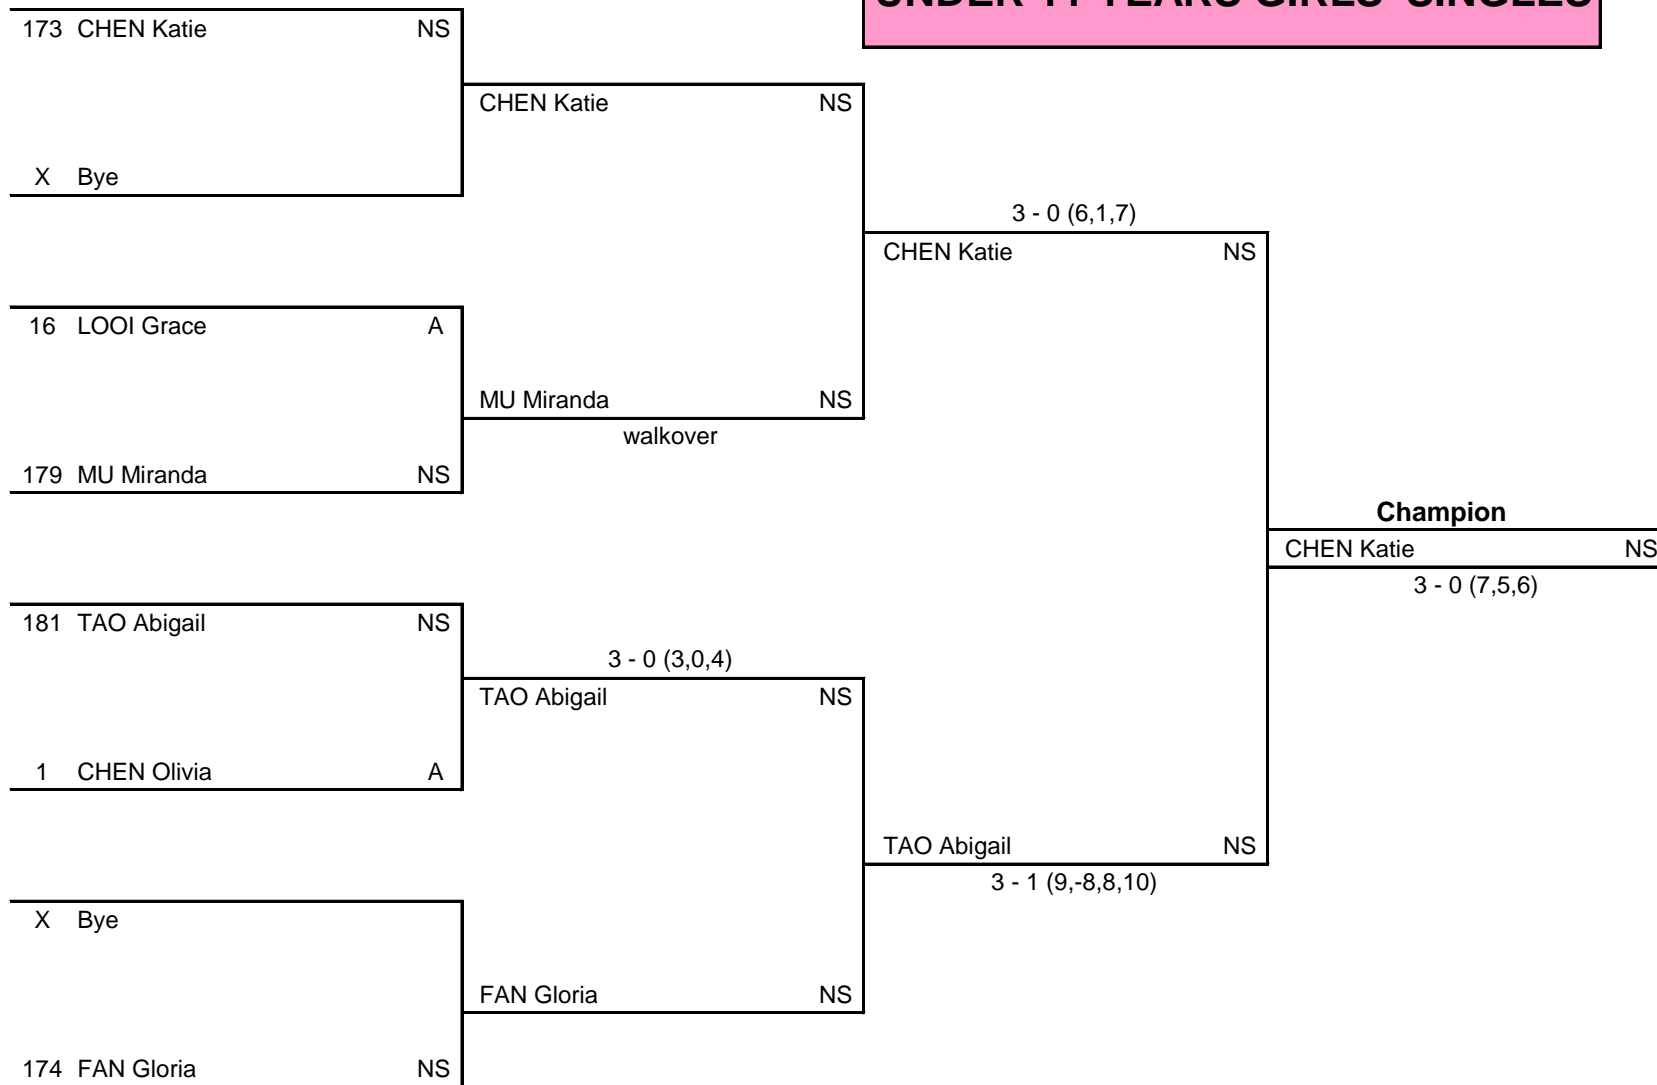 UNDER 11 YEARS GIRLS' SINGLES
173 CHEN Katie NS
CHEN Katie NS
X Bye
3 - 0 (6,1,7)
CHEN Katie NS
16 LOOI Grace A
MU Miranda NS
walkover
179 MU Miranda NS
Champion
CHEN Katie NS
3 - 0 (7,5,6)
181 TAO Abigail NS
3 - 0 (3,0,4)
TAO Abigail NS
1 CHEN Olivia A
TAO Abigail NS
3 - 1 (9,-8,8,10)
X Bye
FAN Gloria NS
174 FAN Gloria NS